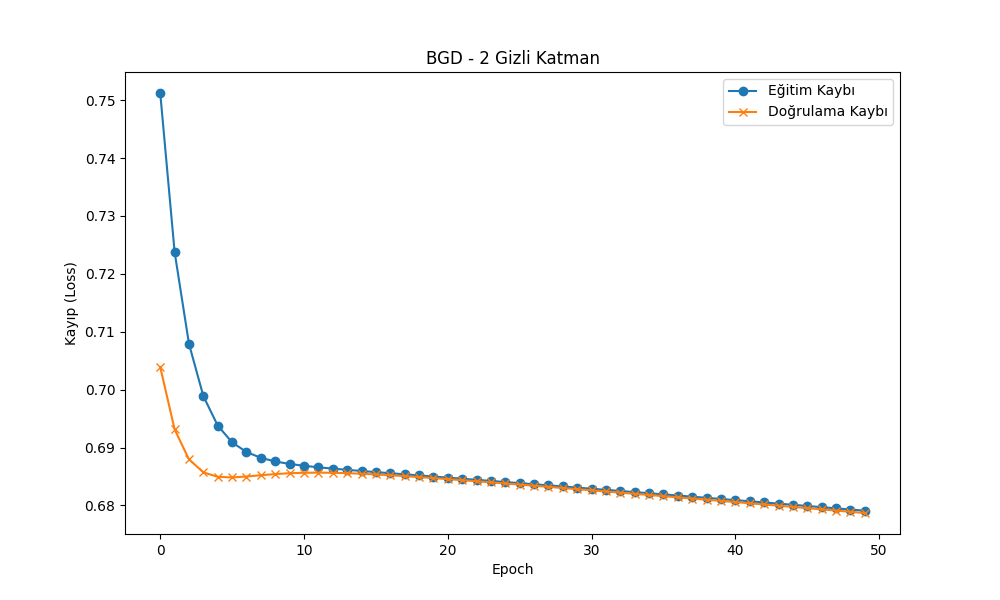 BGD - 2 Gizli Katman
Eğitim Kaybı
Doğrulama Kaybı
Kayıp (Loss)
0.75
0.74
0.73
0.72
0.71
0.70
0.69
0.68
0 10 20 30 40 50
Epoch